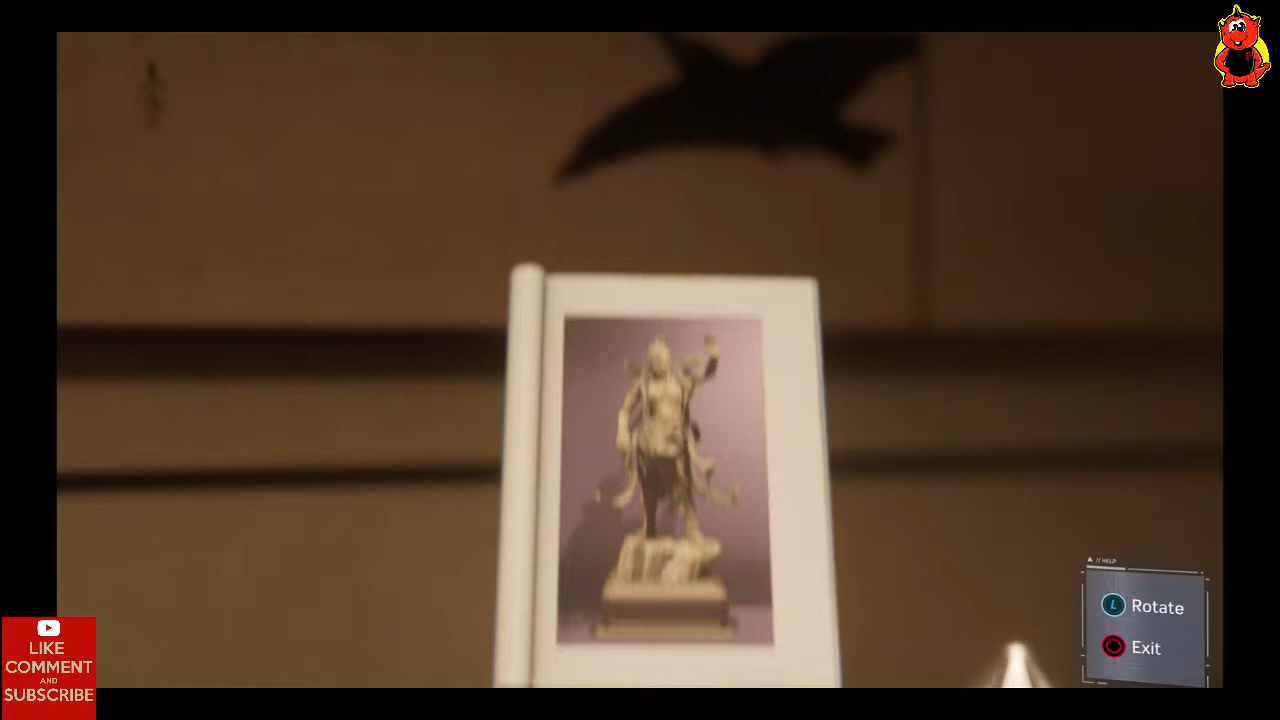 // HELP
L Rotate
Exit
LIKE
COMMENT
AND
SUBSCRIBE